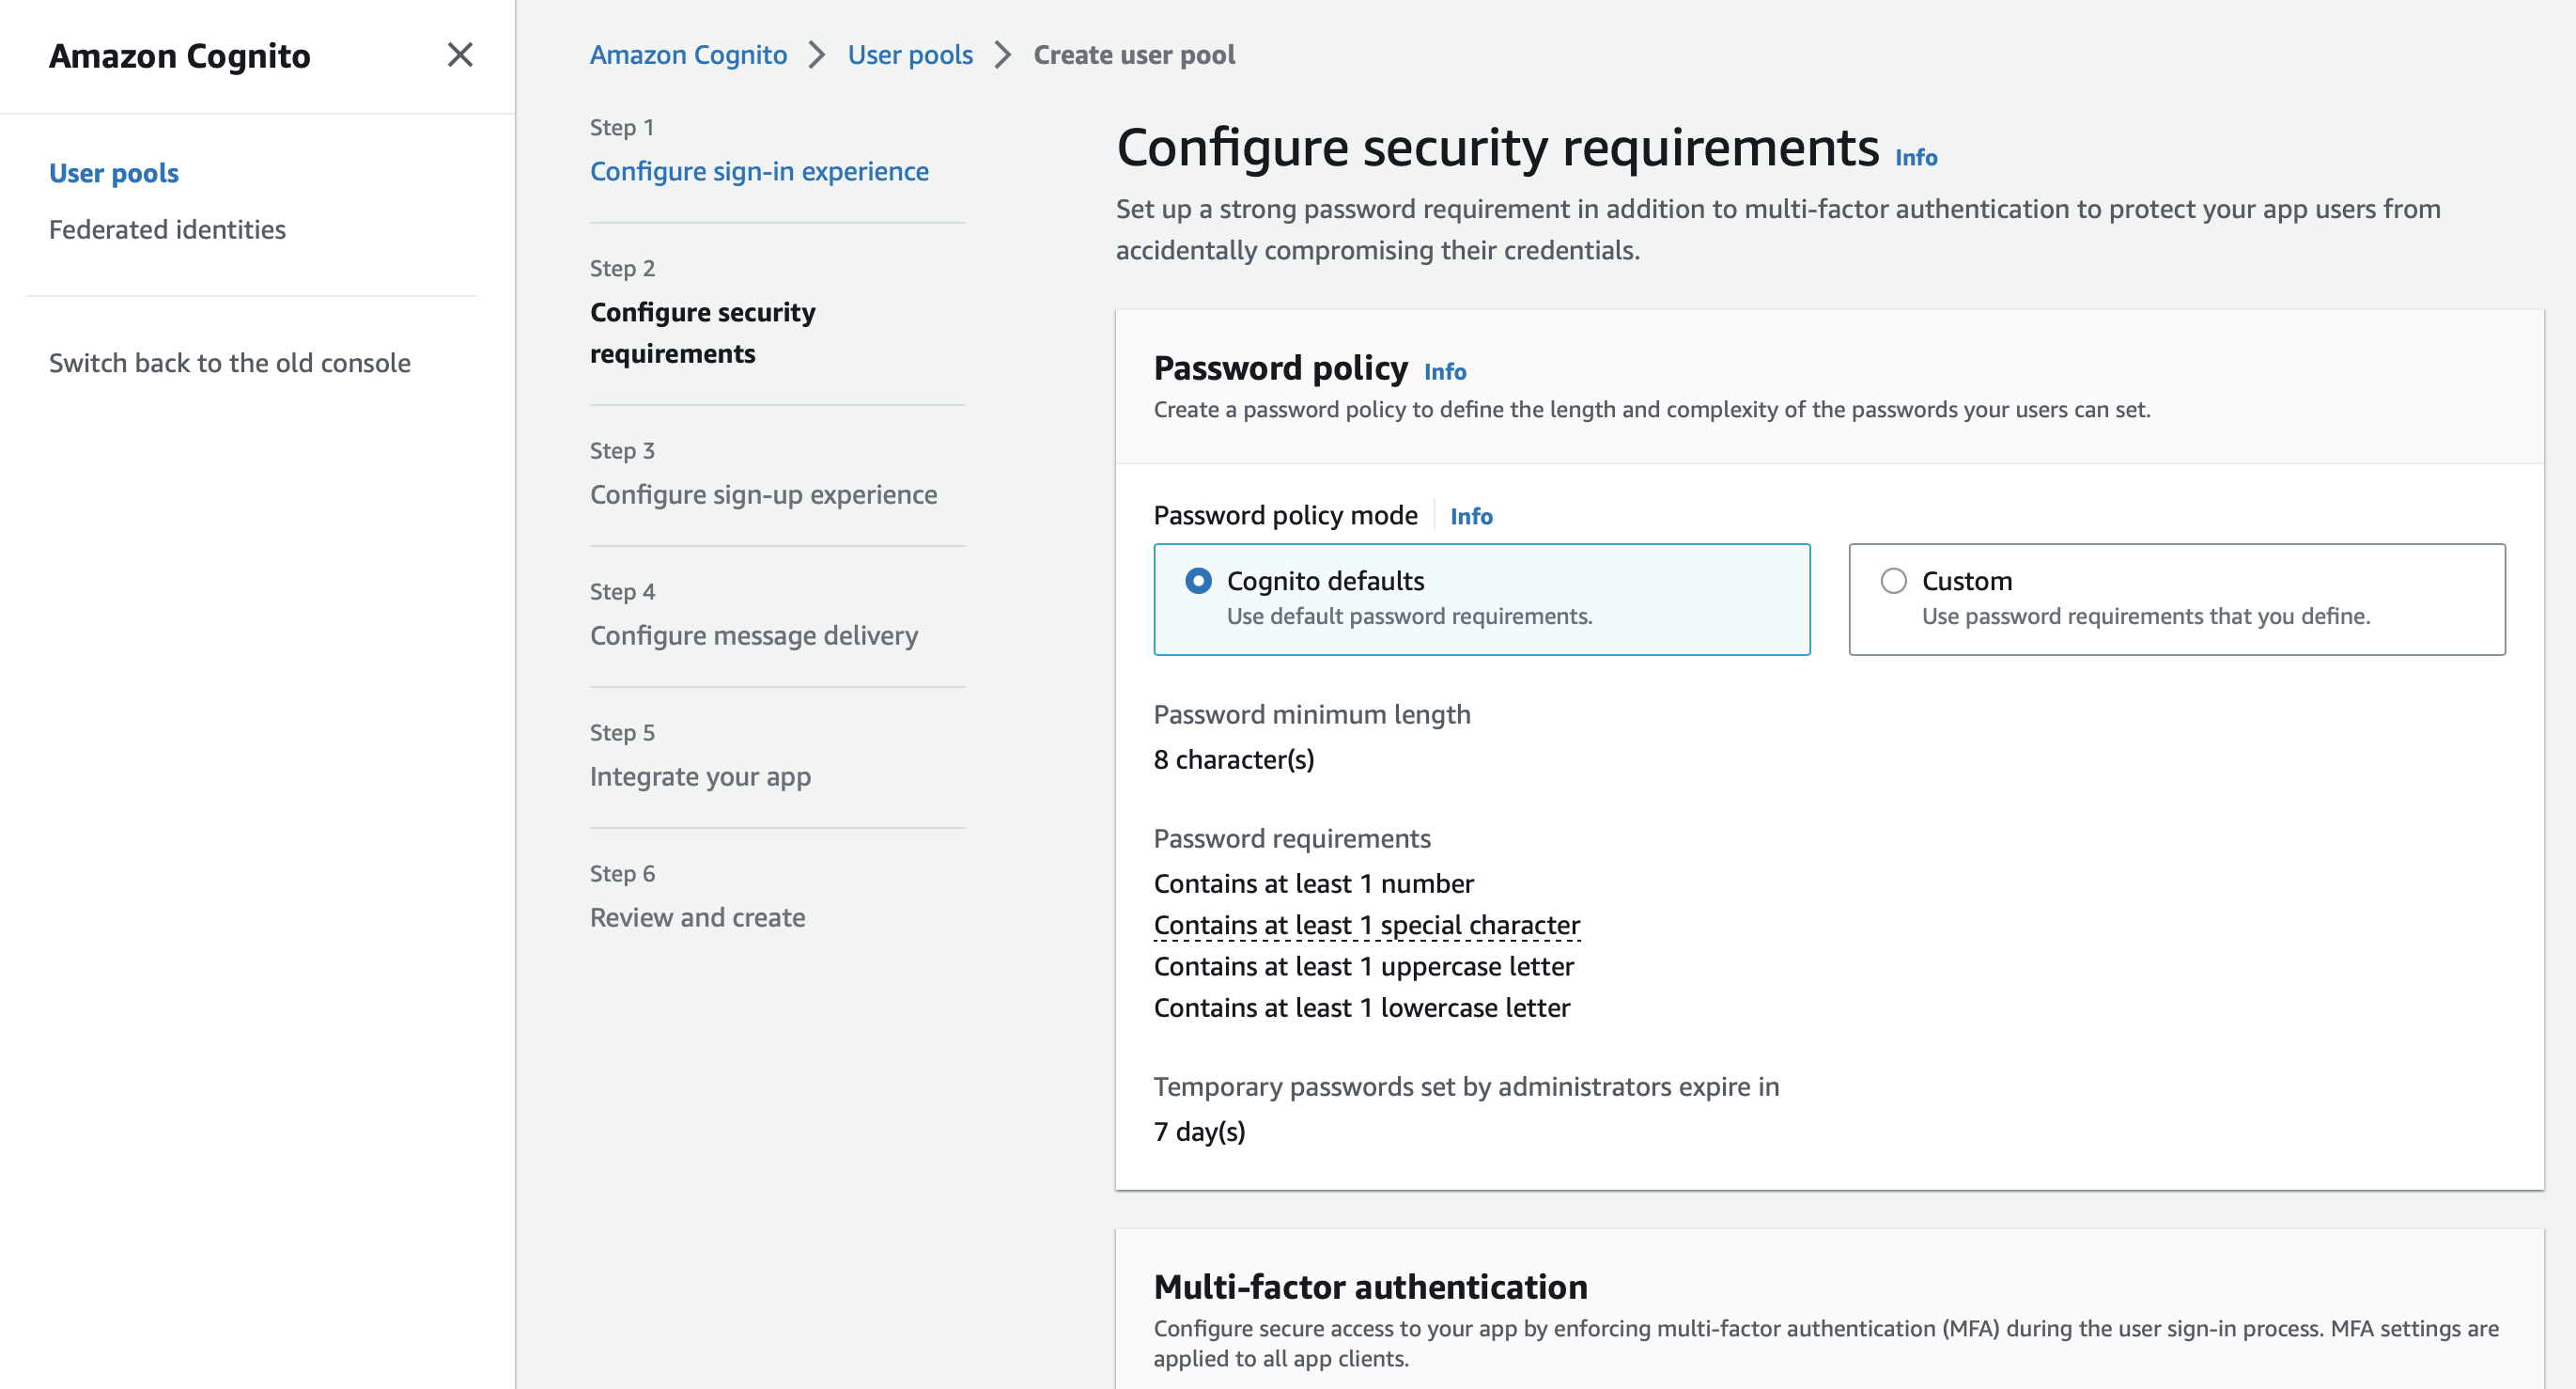 Amazon Cognito
User pools
Federated identities
Switch back to the old console
Amazon Cognito > User pools > Create user pool
Step 1
Configure sign-in experience
Step 2
Configure security
requirements
Step 3
Configure sign-up experience
Step 4
Configure message delivery
Step 5
Integrate your app
Step 6
Review and create
Configure security requirements Info
Set up a strong password requirement in addition to multi-factor authentication to protect your app users from
accidentally compromising their credentials.
Password policy Info
Create a password policy to define the length and complexity of the passwords your users can set.
Password policy mode Info
Cognito defaults
Use default password requirements.
Custom
Use password requirements that you define.
Password minimum length
8 character(s)
Password requirements
Contains at least 1 number
Contains at least 1 special character
Contains at least 1 uppercase letter
Contains at least 1 lowercase letter
Temporary passwords set by administrators expire in
7 day(s)
Multi-factor authentication
Configure secure access to your app by enforcing multi-factor authentication (MFA) during the user sign-in process. MFA settings are
applied to all app clients.